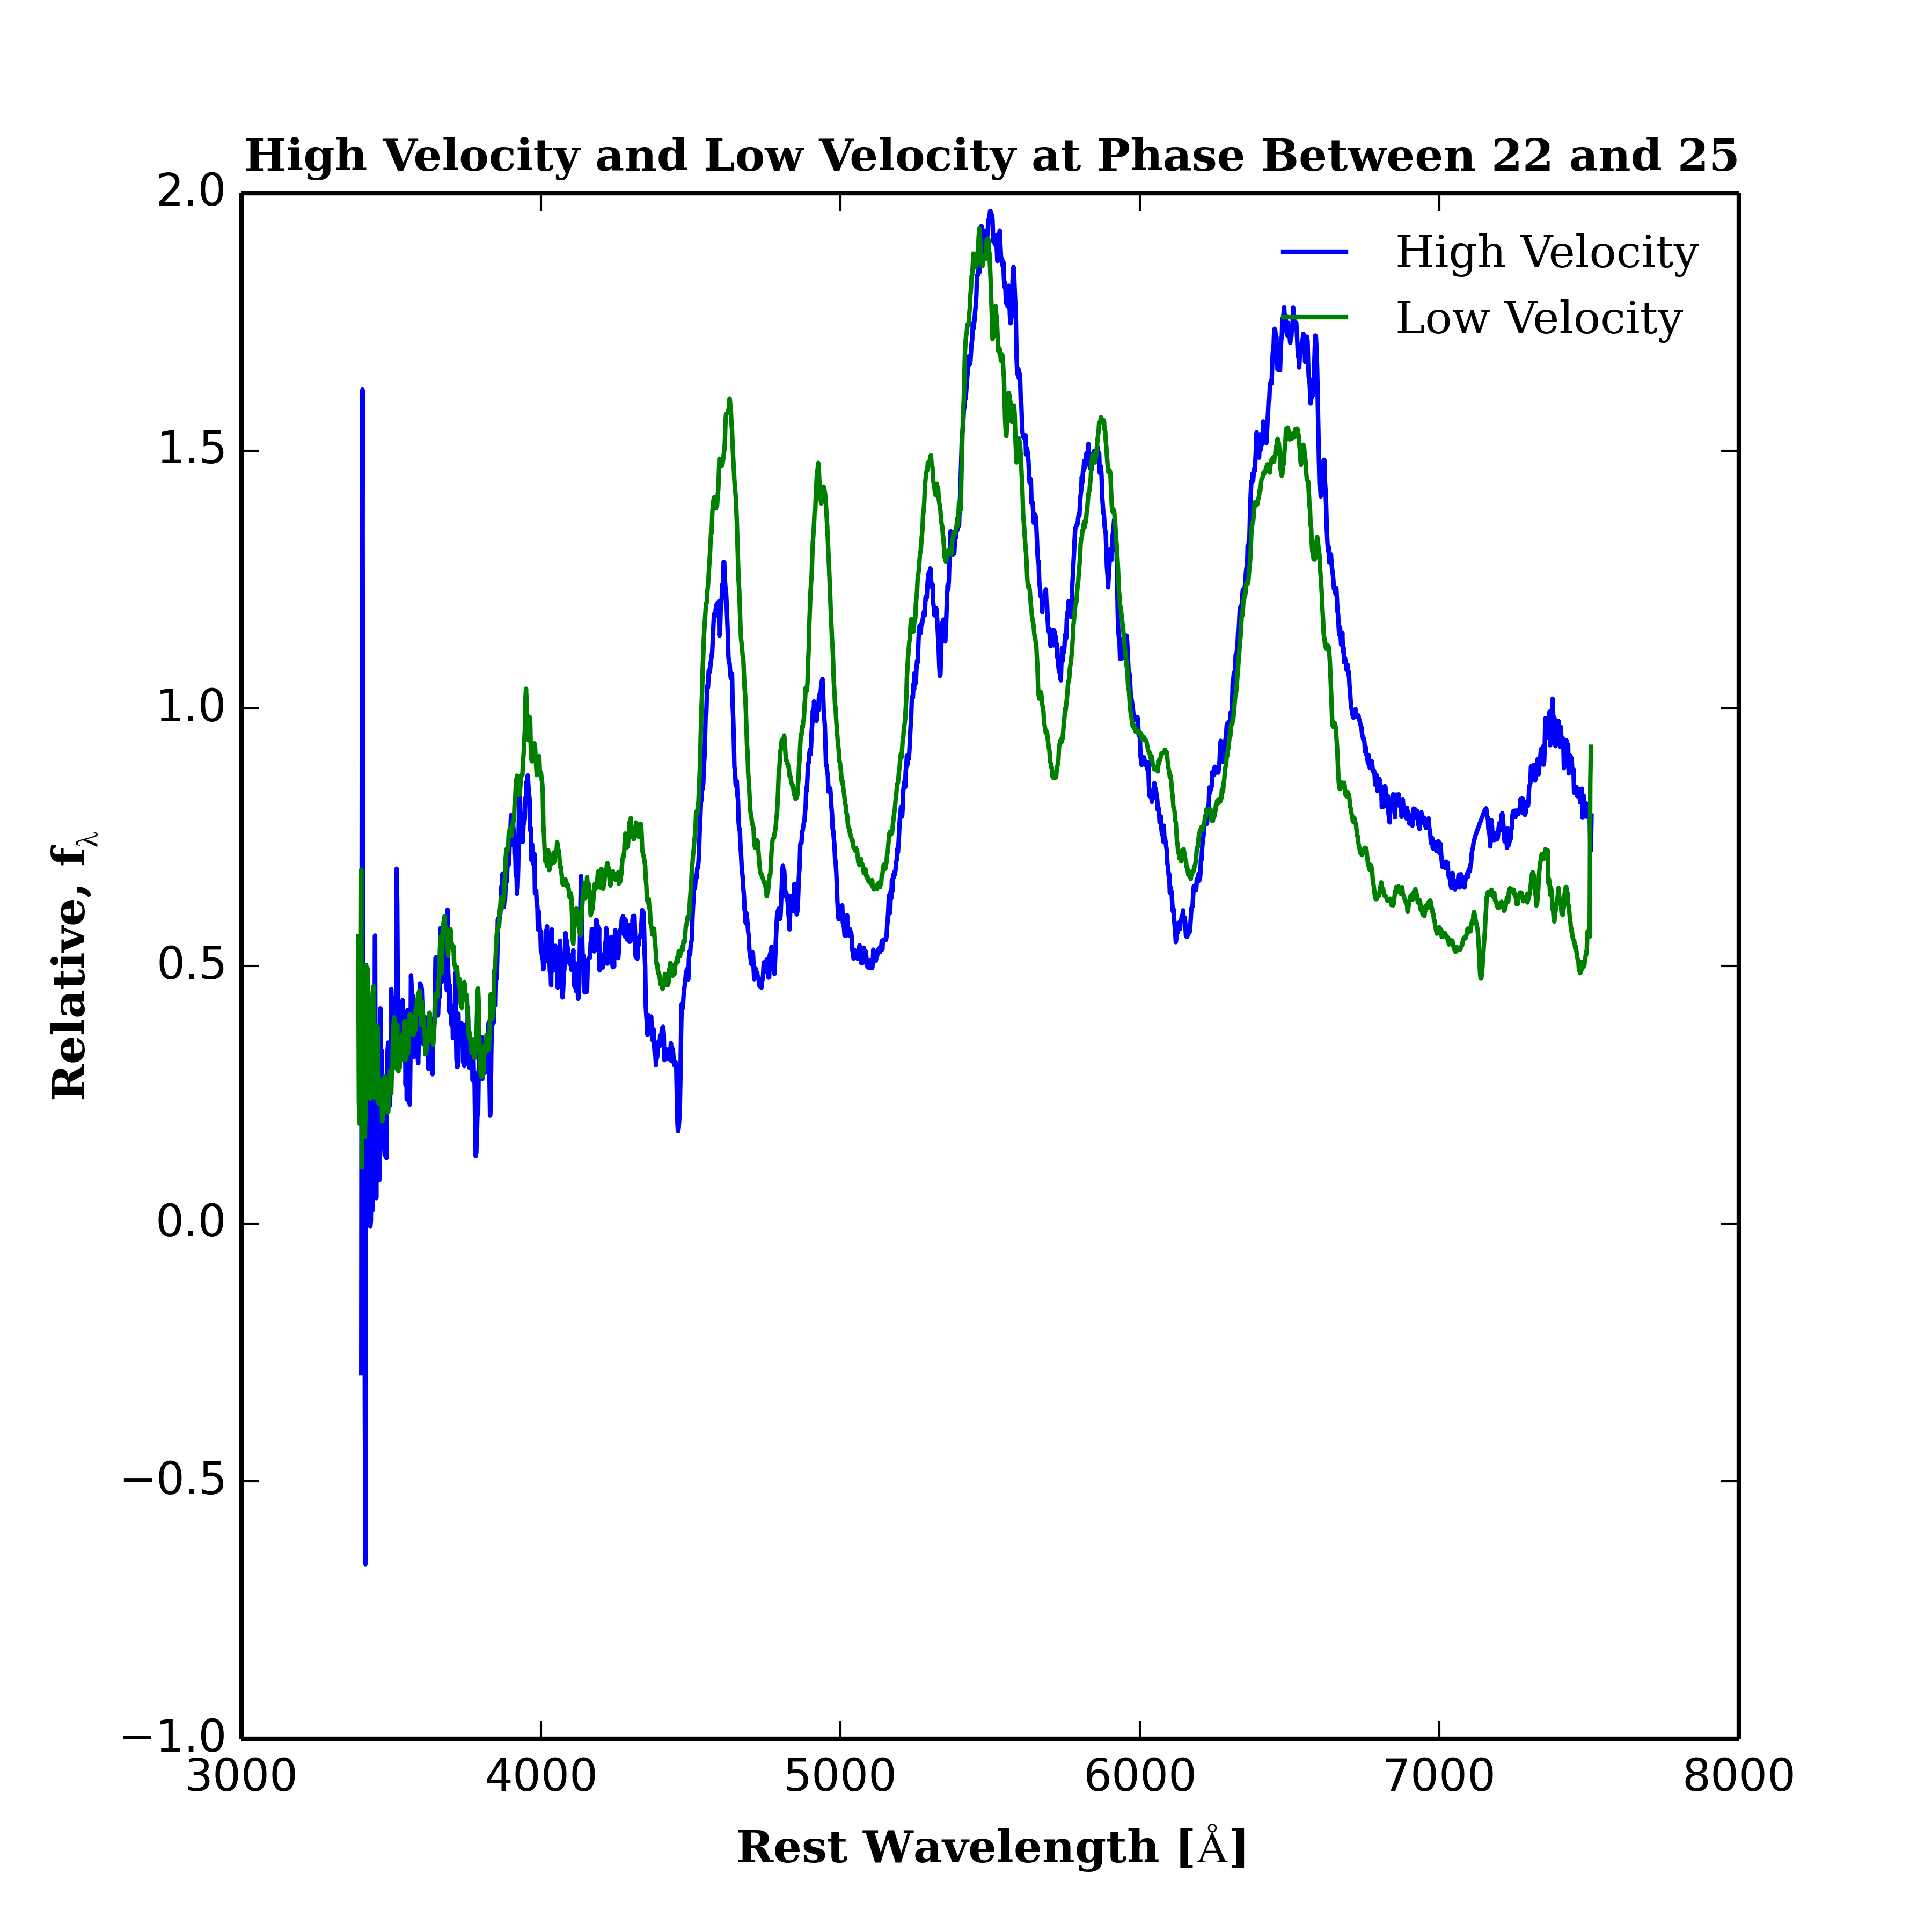 High Velocity and Low Velocity at Phase Between 22 and 25
High Velocity
Low Velocity
2.0
1.5
1.0
0.5
0.0
−0.5
−1.0
3000 4000 5000 6000 7000 8000
Relative, fλ
Rest Wavelength [Å]